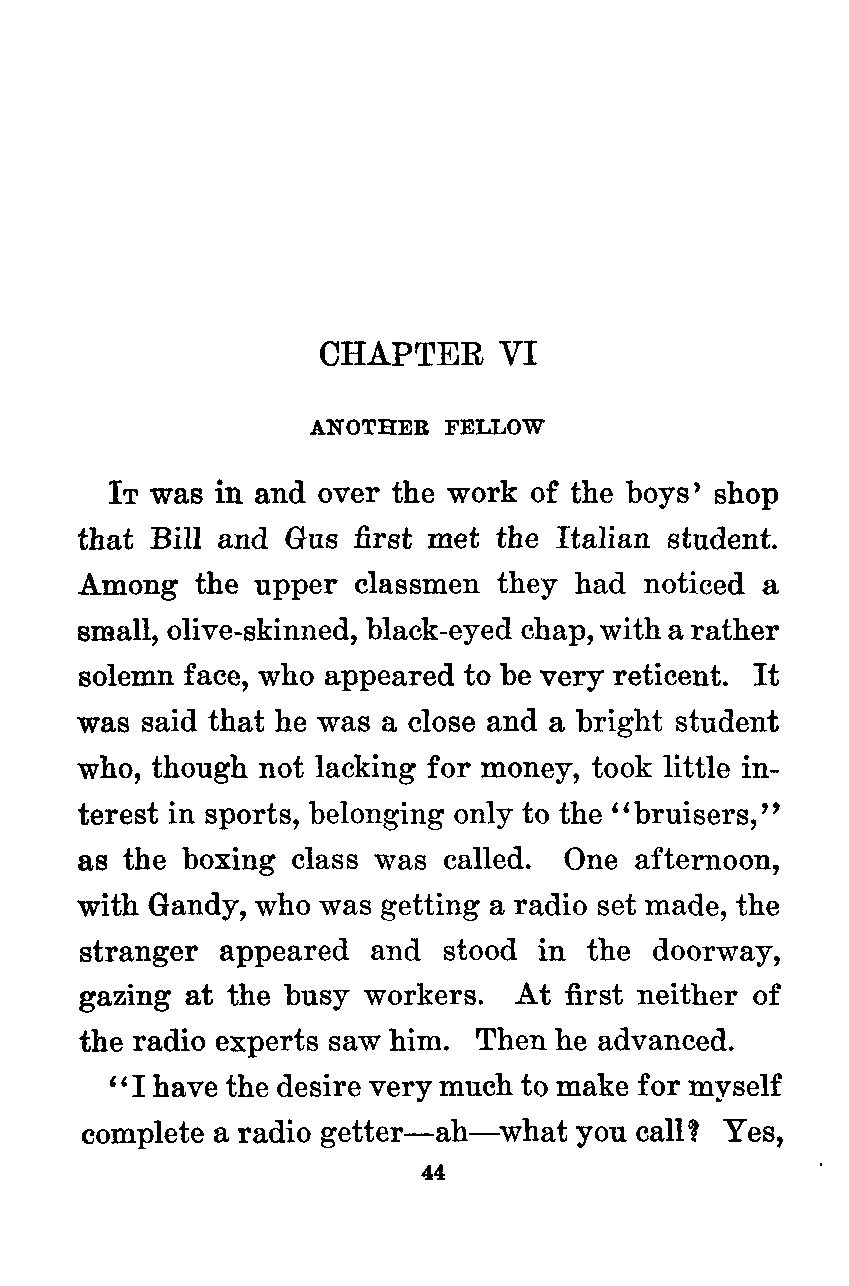 CHAPTER VI
ANOTHER FELLOW
It was in and over the work of the boys' shop
that Bill and Gus first met the Italian student.
Among the upper classmen they had noticed a
small, olive-skinned, black-eyed chap, with a rather
solemn face, who appeared to be very reticent. It
was said that he was a close and a bright student
who, though not lacking for money, took little in-
terest in sports, belonging only to the "bruisers,"
as the boxing class was called. One afternoon,
with Gandy, who was getting a radio set made, the
stranger appeared and stood in the doorway,
gazing at the busy workers. At first neither of
the radio experts saw him. Then he advanced.
"I have the desire very much to make for myself
complete a radio getter—ah—what you call? Yes,
44